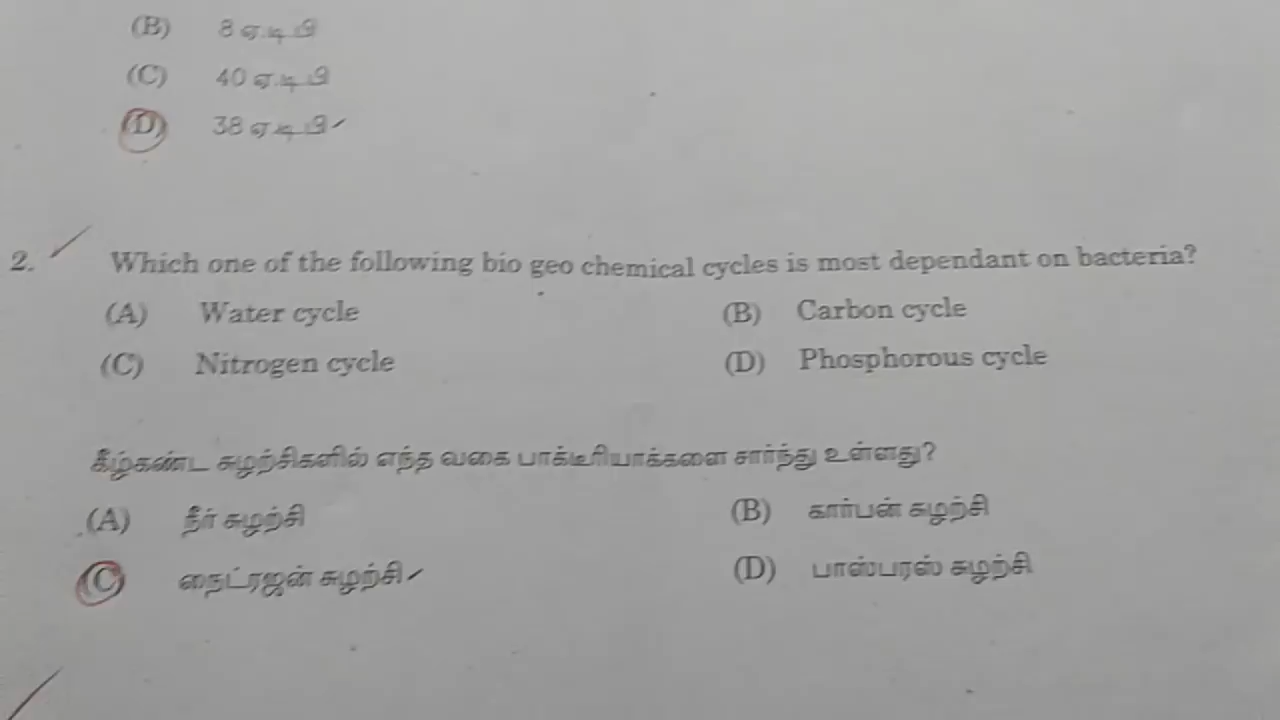 (B) 8 ஏ.டி.பி
(C) 40 ஏ.டி.பி
(D) 38 ஏ.டி.பி
2. Which one of the following bio geo chemical cycles is most dependant on bacteria?
(A) Water cycle (B) Carbon cycle
(C) Nitrogen cycle (D) Phosphorous cycle
கீழ்கண்ட சுழற்சிகளில் எந்த வகை பாக்டீரியாக்களை சார்ந்து உள்ளது?
(A) நீர் சுழற்சி (B) கார்பன் சுழற்சி
(C) நைட்ரஜன் சுழற்சி (D) பாஸ்பரஸ் சுழற்சி